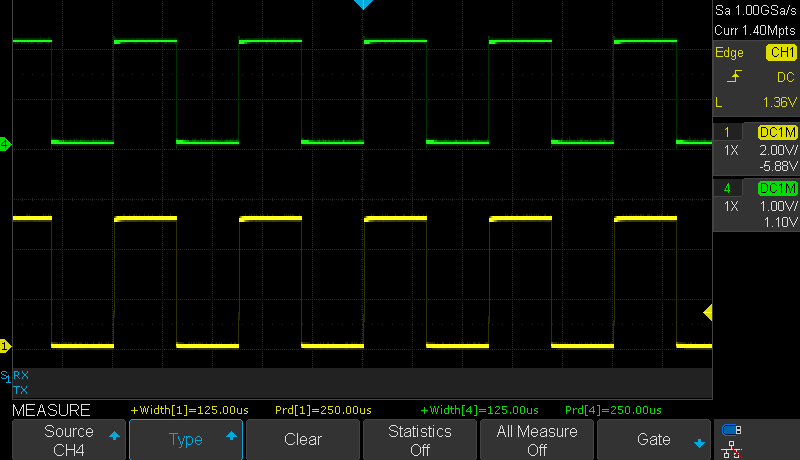 Sa 1.00GSa/s
Curr 1.40Mpts
Edge CH1
DC
L 1.36V
1 DC1M
1X 2.00V/
-5.88V
4 DC1M
1X 1.00V/
1.10V
4
1
S1 RX
TX
MEASURE +Width[1]=125.00us Prd[1]=250.00us +Width[4]=125.00us Prd[4]=250.00us
Source
CH4
Type
Clear
Statistics
Off
All Measure
Off
Gate